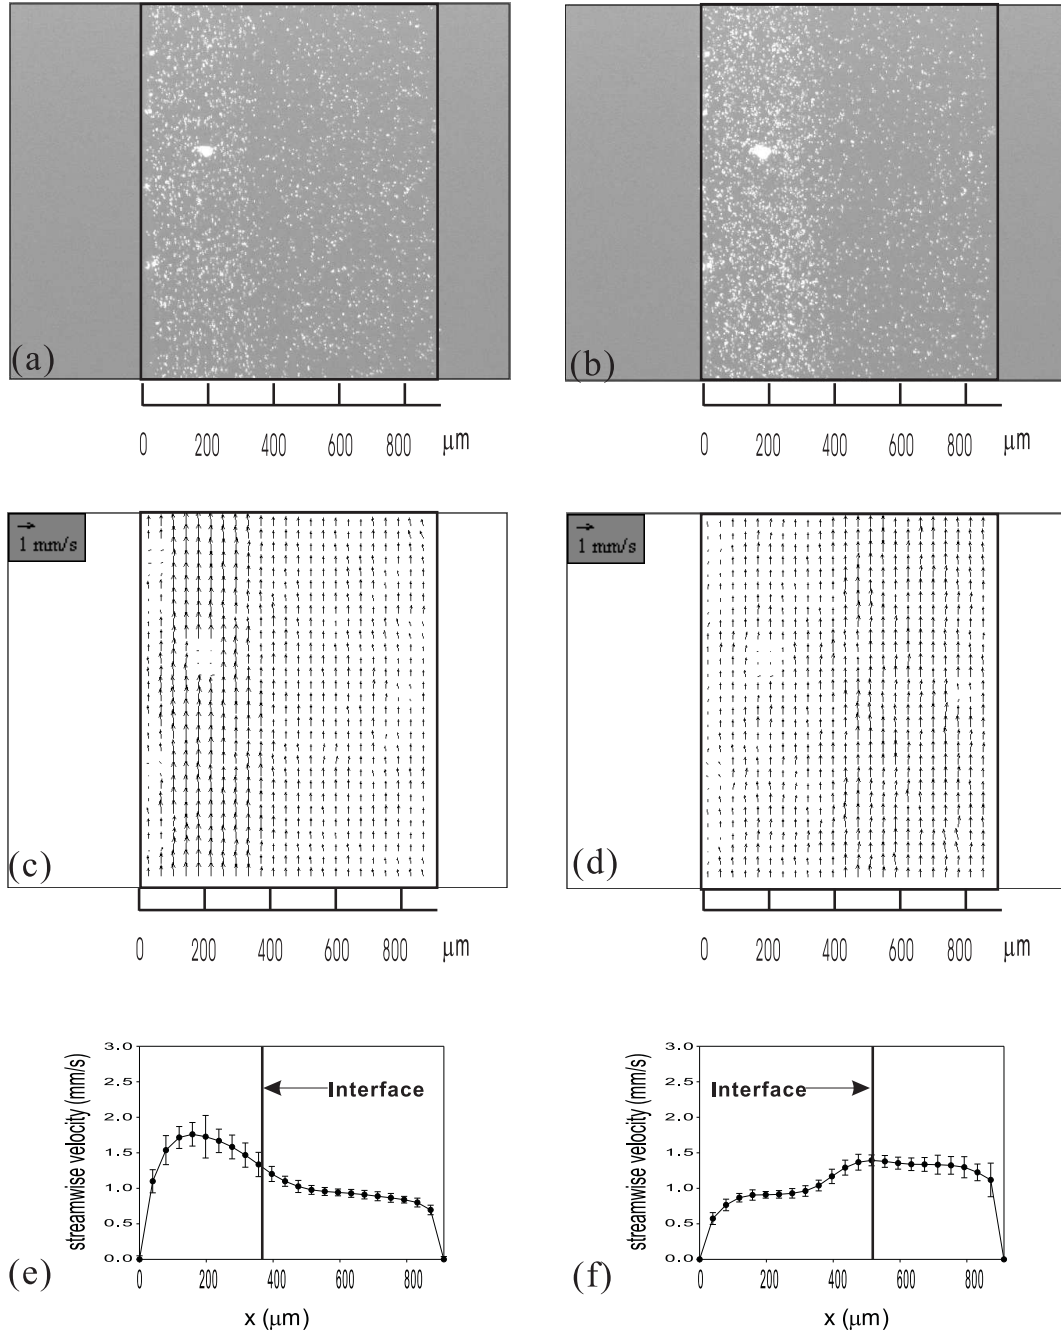 (a)
0 200 400 600 800 μm
(b)
0 200 400 600 800 μm
1 mm/s
(c)
0 200 400 600 800 μm
1 mm/s
(d)
0 200 400 600 800 μm
streamwise velocity (mm/s)
3.0
2.5
2.0
1.5
1.0
0.5
0.0
Interface
0 200 400 600 800
x (μm)
(e)
streamwise velocity (mm/s)
3.0
2.5
2.0
1.5
1.0
0.5
0.0
Interface
0 200 400 600 800
x (μm)
(f)